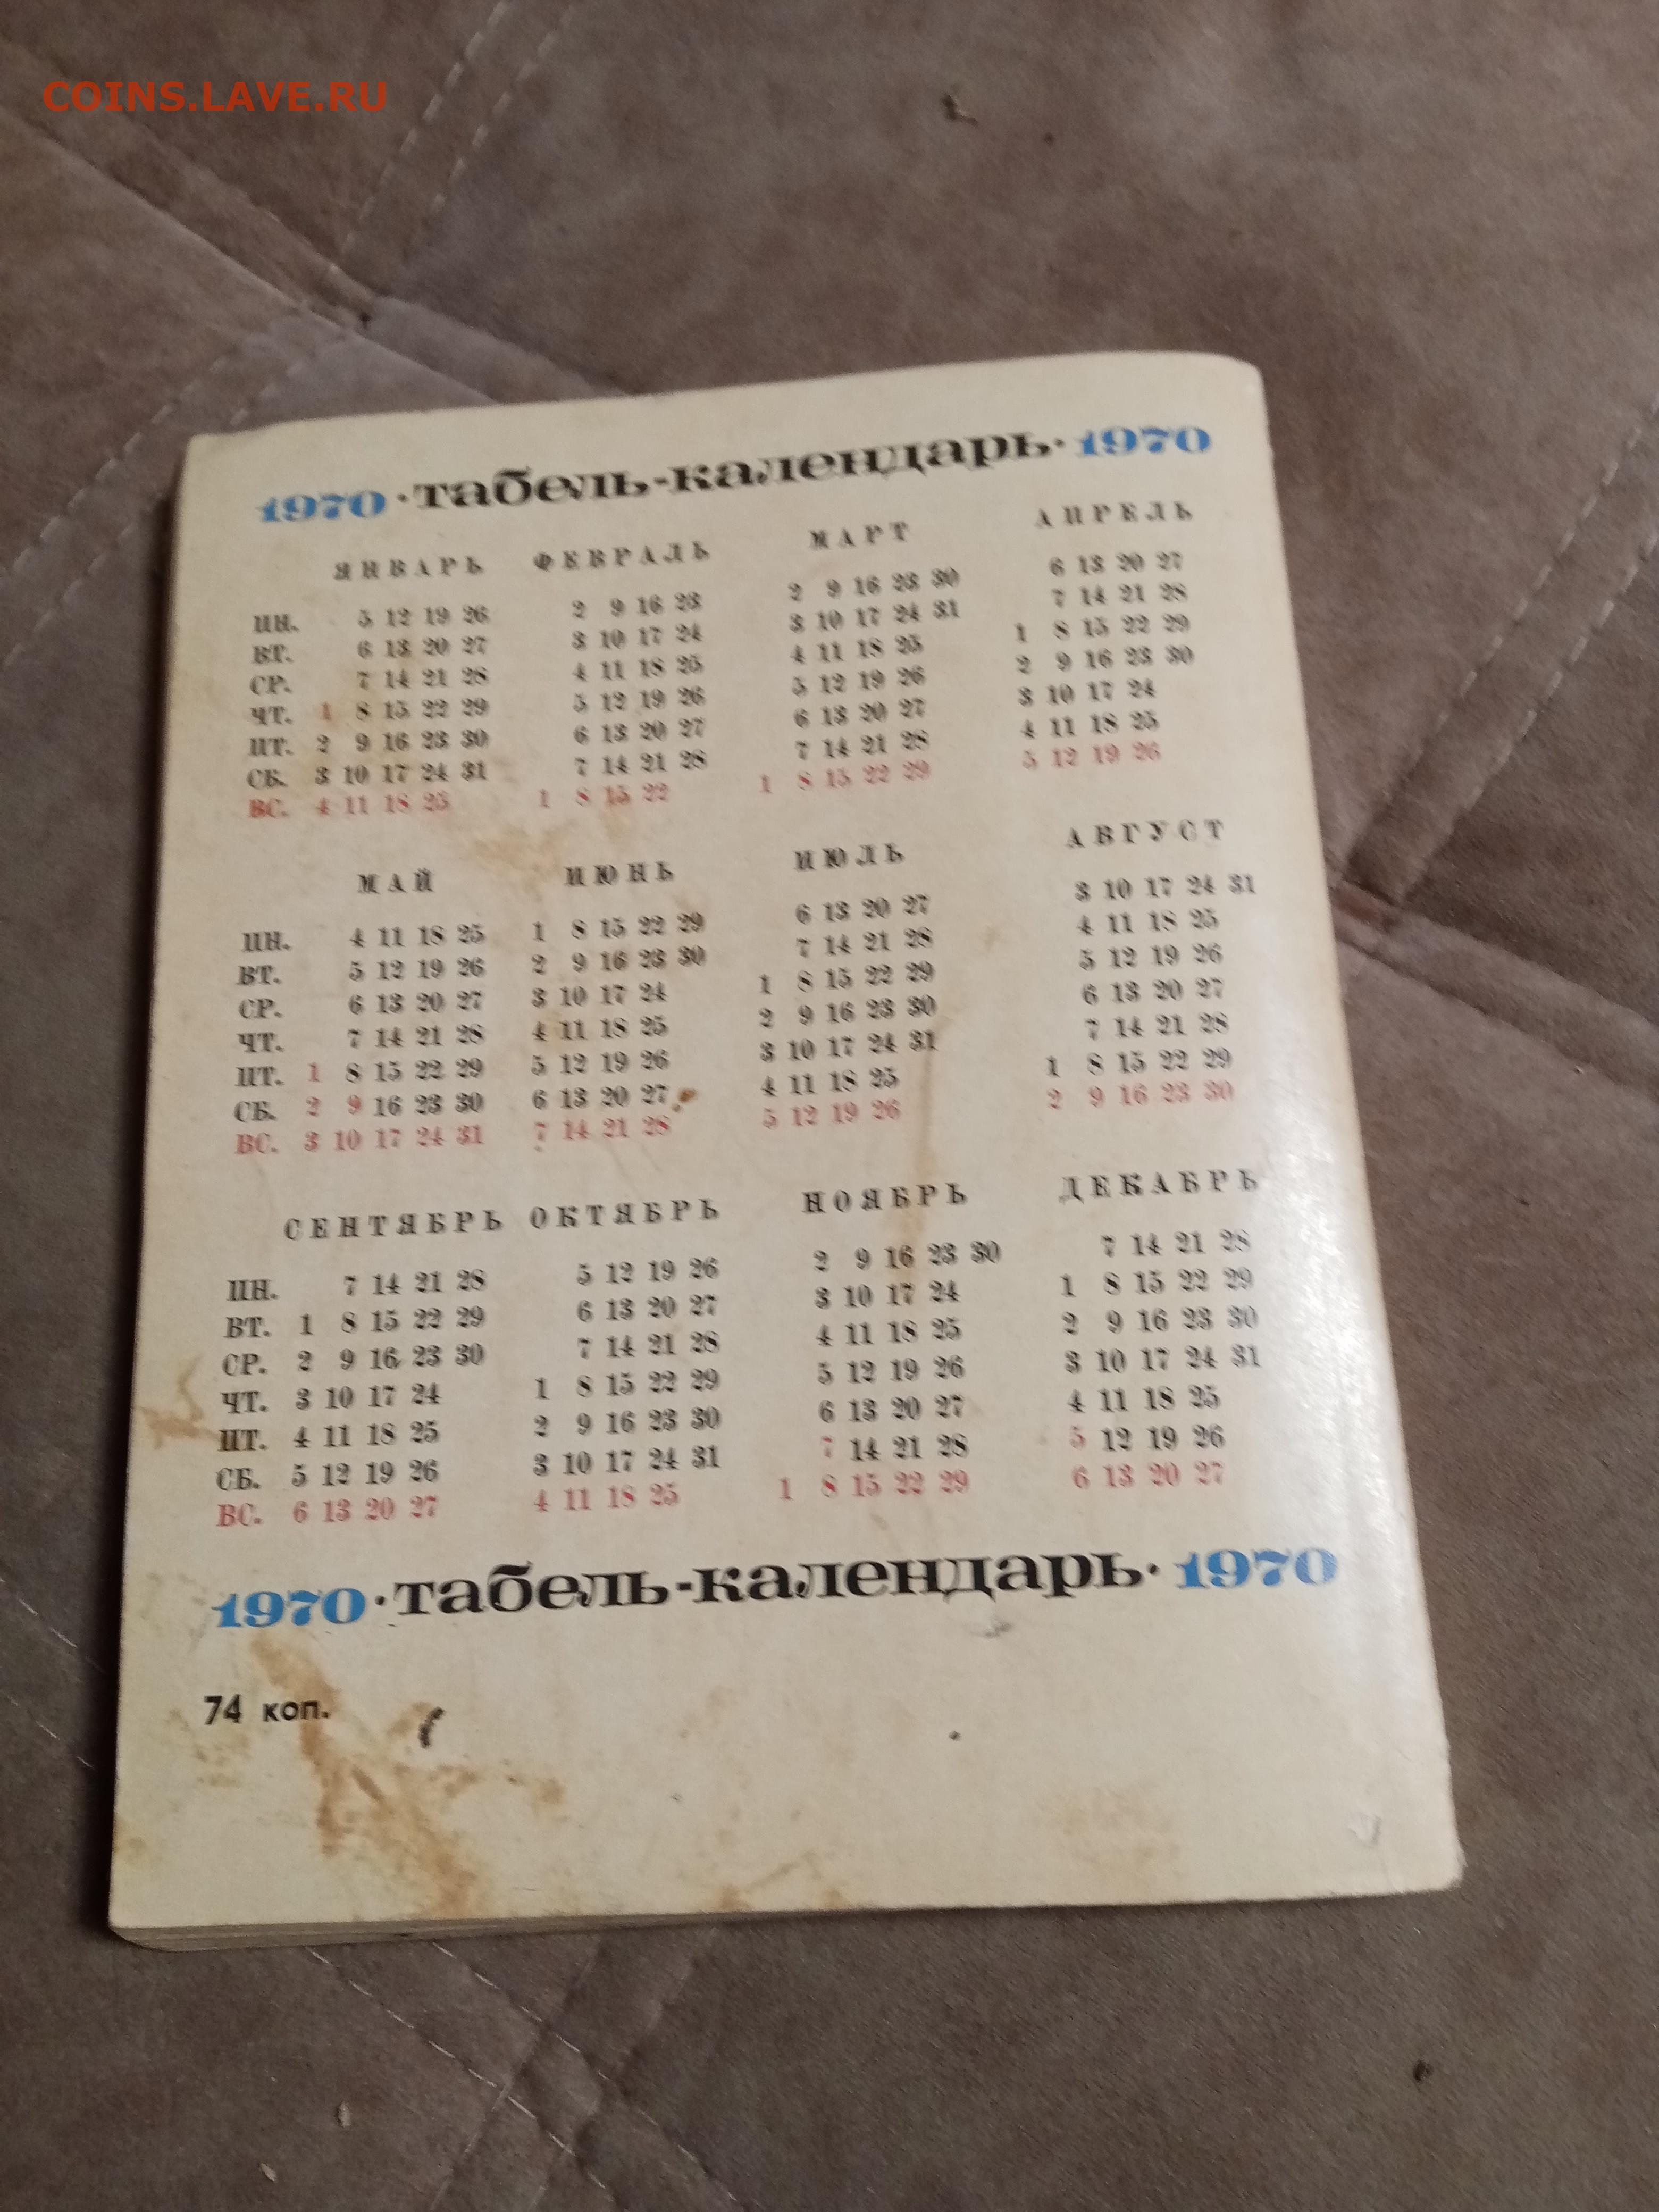 COINS.LAVE.RU
1970 · табель-календарь · 1970
ЯНВАРЬ ФЕВРАЛЬ МАРТ АПРЕЛЬ
ПН. 5 12 19 26 2 9 16 23 2 9 16 23 30 6 13 20 27
ВТ. 6 13 20 27 3 10 17 24 3 10 17 24 31 7 14 21 28
СР. 7 14 21 28 4 11 18 25 4 11 18 25 1 8 15 22 29
ЧТ. 1 8 15 22 29 5 12 19 26 5 12 19 26 2 9 16 23 30
ПТ. 2 9 16 23 30 6 13 20 27 6 13 20 27 3 10 17 24
СБ. 3 10 17 24 31 7 14 21 28 7 14 21 28 4 11 18 25
ВС. 4 11 18 25 1 8 15 22 1 8 15 22 29 5 12 19 26
МАЙ ИЮНЬ ИЮЛЬ АВГУСТ
ПН. 4 11 18 25 1 8 15 22 29 6 13 20 27 3 10 17 24 31
ВТ. 5 12 19 26 2 9 16 23 30 7 14 21 28 4 11 18 25
СР. 6 13 20 27 3 10 17 24 1 8 15 22 29 5 12 19 26
ЧТ. 7 14 21 28 4 11 18 25 2 9 16 23 30 6 13 20 27
ПТ. 1 8 15 22 29 5 12 19 26 3 10 17 24 31 7 14 21 28
СБ. 2 9 16 23 30 6 13 20 27 4 11 18 25 1 8 15 22 29
ВС. 3 10 17 24 31 7 14 21 28 5 12 19 26 2 9 16 23 30
СЕНТЯБРЬ ОКТЯБРЬ НОЯБРЬ ДЕКАБРЬ
ПН. 7 14 21 28 5 12 19 26 2 9 16 23 30 7 14 21 28
ВТ. 1 8 15 22 29 6 13 20 27 3 10 17 24 1 8 15 22 29
СР. 2 9 16 23 30 7 14 21 28 4 11 18 25 2 9 16 23 30
ЧТ. 3 10 17 24 1 8 15 22 29 5 12 19 26 3 10 17 24 31
ПТ. 4 11 18 25 2 9 16 23 30 6 13 20 27 4 11 18 25
СБ. 5 12 19 26 3 10 17 24 31 7 14 21 28 5 12 19 26
ВС. 6 13 20 27 4 11 18 25 1 8 15 22 29 6 13 20 27
1970 · табель-календарь · 1970
74 коп.